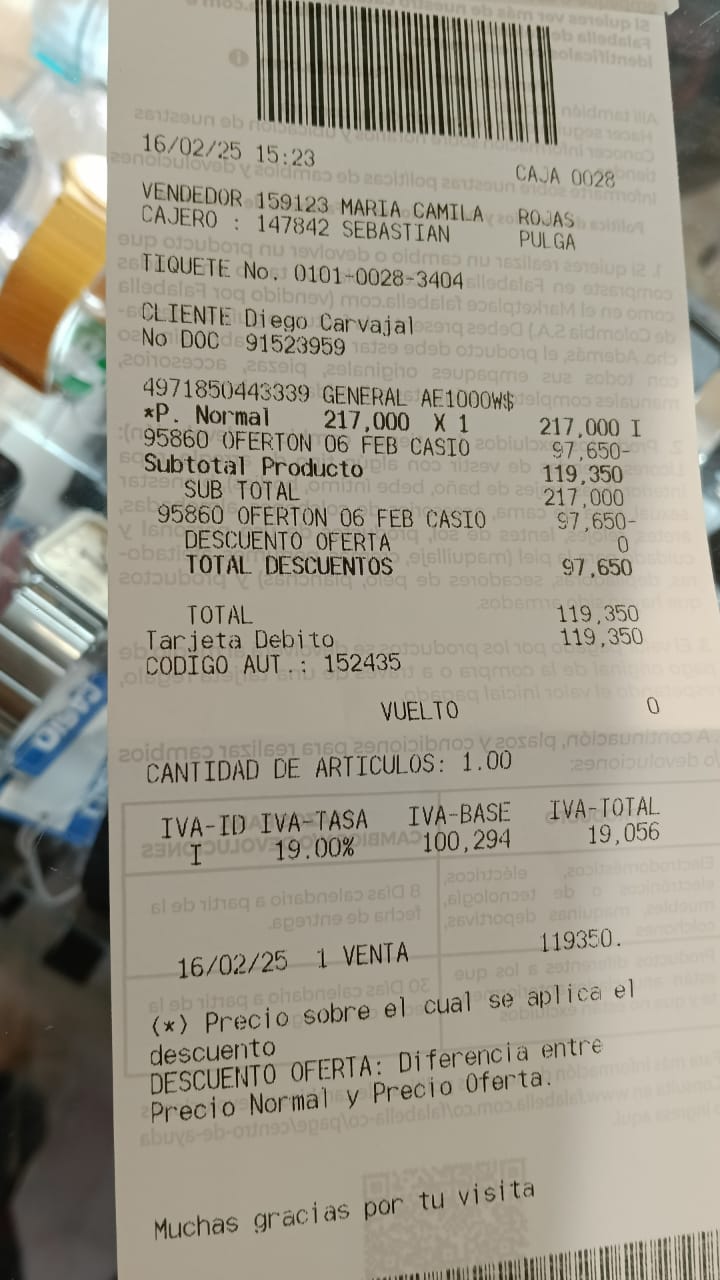 16/02/25 15:23 CAJA 0028
VENDEDOR 159123 MARIA CAMILA ROJAS
CAJERO : 147842 SEBASTIAN PULGA
TIQUETE No. 0101-0028-3404
CLIENTE Diego Carvajal
No DOC 91523959
4971850443339 GENERAL AE1000W$
*P. Normal 217,000 X 1 217,000 I
95860 OFERTON 06 FEB CASIO 97,650-
Subtotal Producto 119,350
SUB TOTAL 217,000
95860 OFERTON 06 FEB CASIO 97,650-
DESCUENTO OFERTA 0
TOTAL DESCUENTOS 97,650
TOTAL 119,350
Tarjeta Debito 119,350
CODIGO AUT.: 152435
VUELTO 0
CANTIDAD DE ARTICULOS: 1.00
IVA-ID IVA-TASA IVA-BASE IVA-TOTAL
I 19.00% 100,294 19,056
16/02/25 1 VENTA 119350.
(*) Precio sobre el cual se aplica el
descuento
DESCUENTO OFERTA: Diferencia entre
Precio Normal y Precio Oferta.
Muchas gracias por tu visita
CASIO